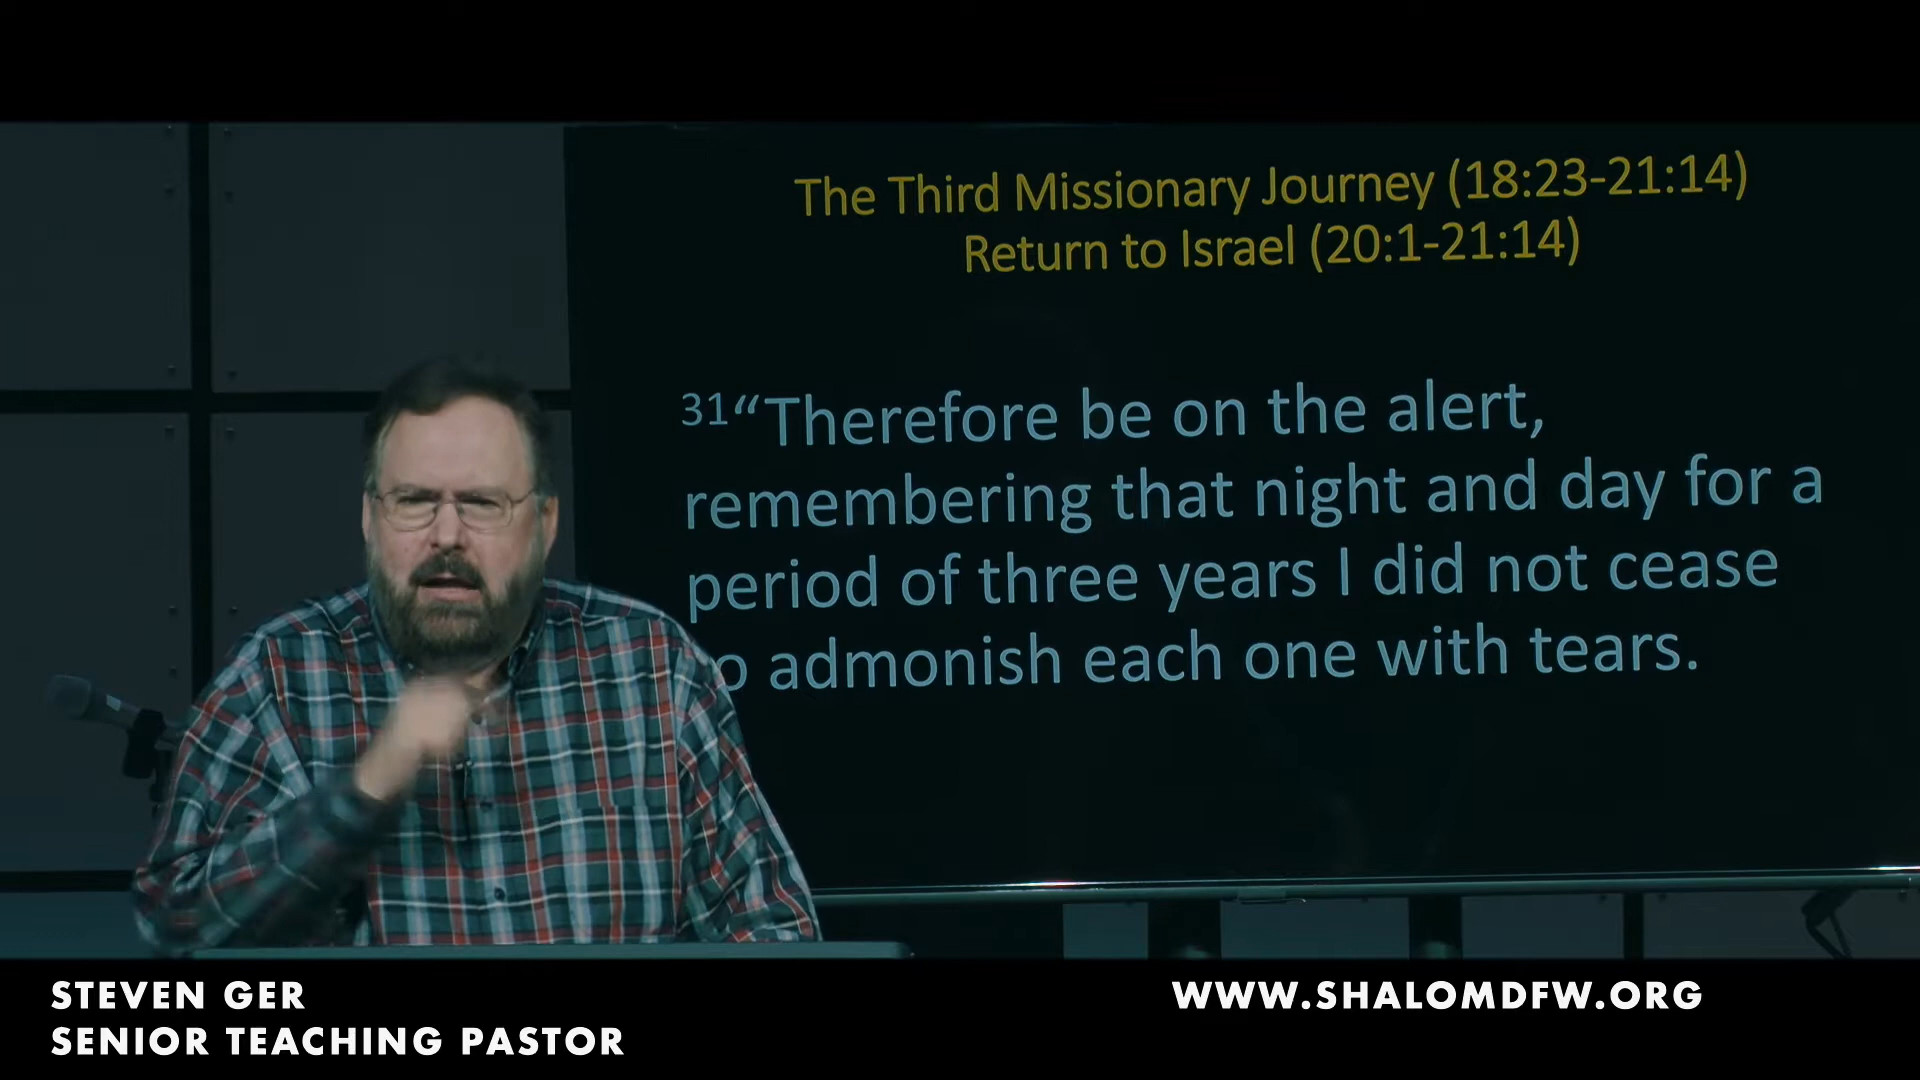 The Third Missionary Journey (18:23-21:14)
Return to Israel (20:1-21:14)
31“Therefore be on the alert,
remembering that night and day for a
period of three years I did not cease
o admonish each one with tears.
STEVEN GER
SENIOR TEACHING PASTOR
WWW.SHALOMDFW.ORG